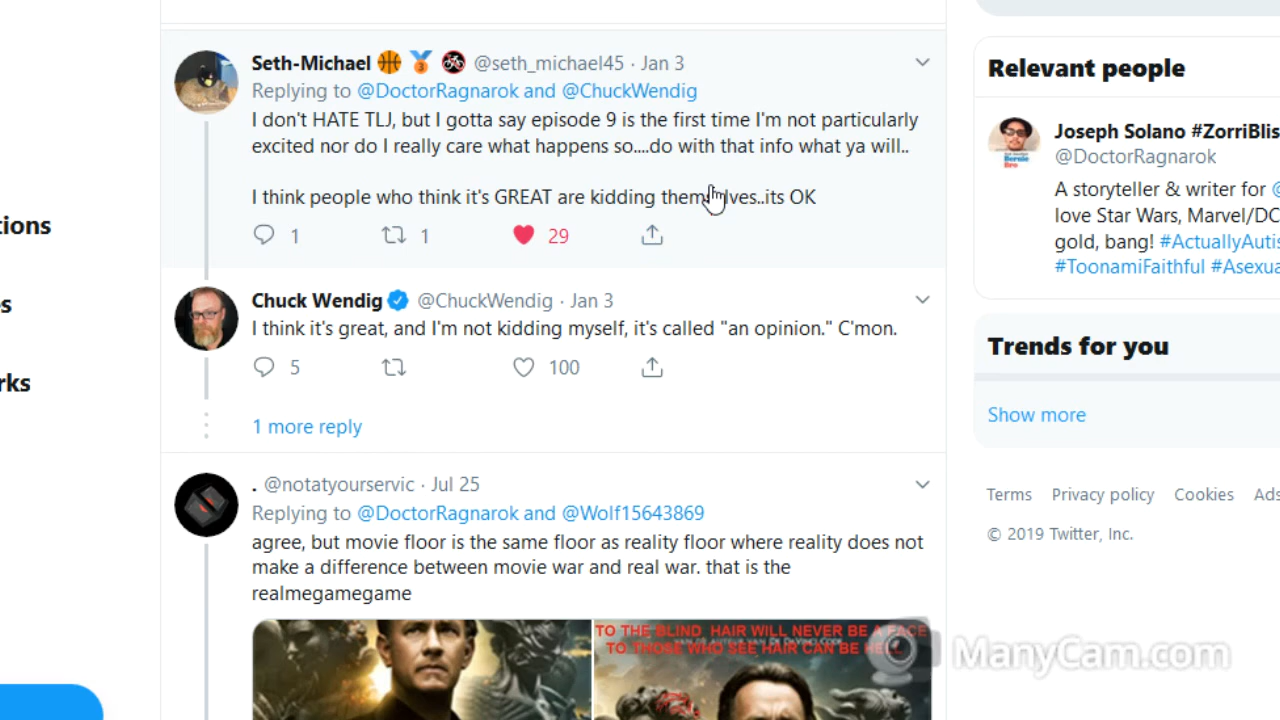 Seth-Michael @seth_michael45 · Jan 3
Replying to @DoctorRagnarok and @ChuckWendig
I don't HATE TLJ, but I gotta say episode 9 is the first time I'm not particularly
excited nor do I really care what happens so....do with that info what ya will..
I think people who think it's GREAT are kidding themselves..its OK
1 1 29
Chuck Wendig @ChuckWendig · Jan 3
I think it's great, and I'm not kidding myself, it's called "an opinion." C'mon.
5 100
1 more reply
. @notatyourservic · Jul 25
Replying to @DoctorRagnarok and @Wolf15643869
agree, but movie floor is the same floor as reality floor where reality does not
make a difference between movie war and real war. that is the
realmegamegame
TO THE BLIND HAIR WILL NEVER BE A FACE
TO THOSE WHO SEE HAIR CAN BE HELL
tions
s
rks
Relevant people
Joseph Solano #ZorriBlis
@DoctorRagnarok
A storyteller & writer for @
love Star Wars, Marvel/DC
gold, bang! #ActuallyAutis
#ToonamiFaithful #Asexua
Trends for you
Show more
Terms Privacy policy Cookies Ads
© 2019 Twitter, Inc.
ManyCam.com